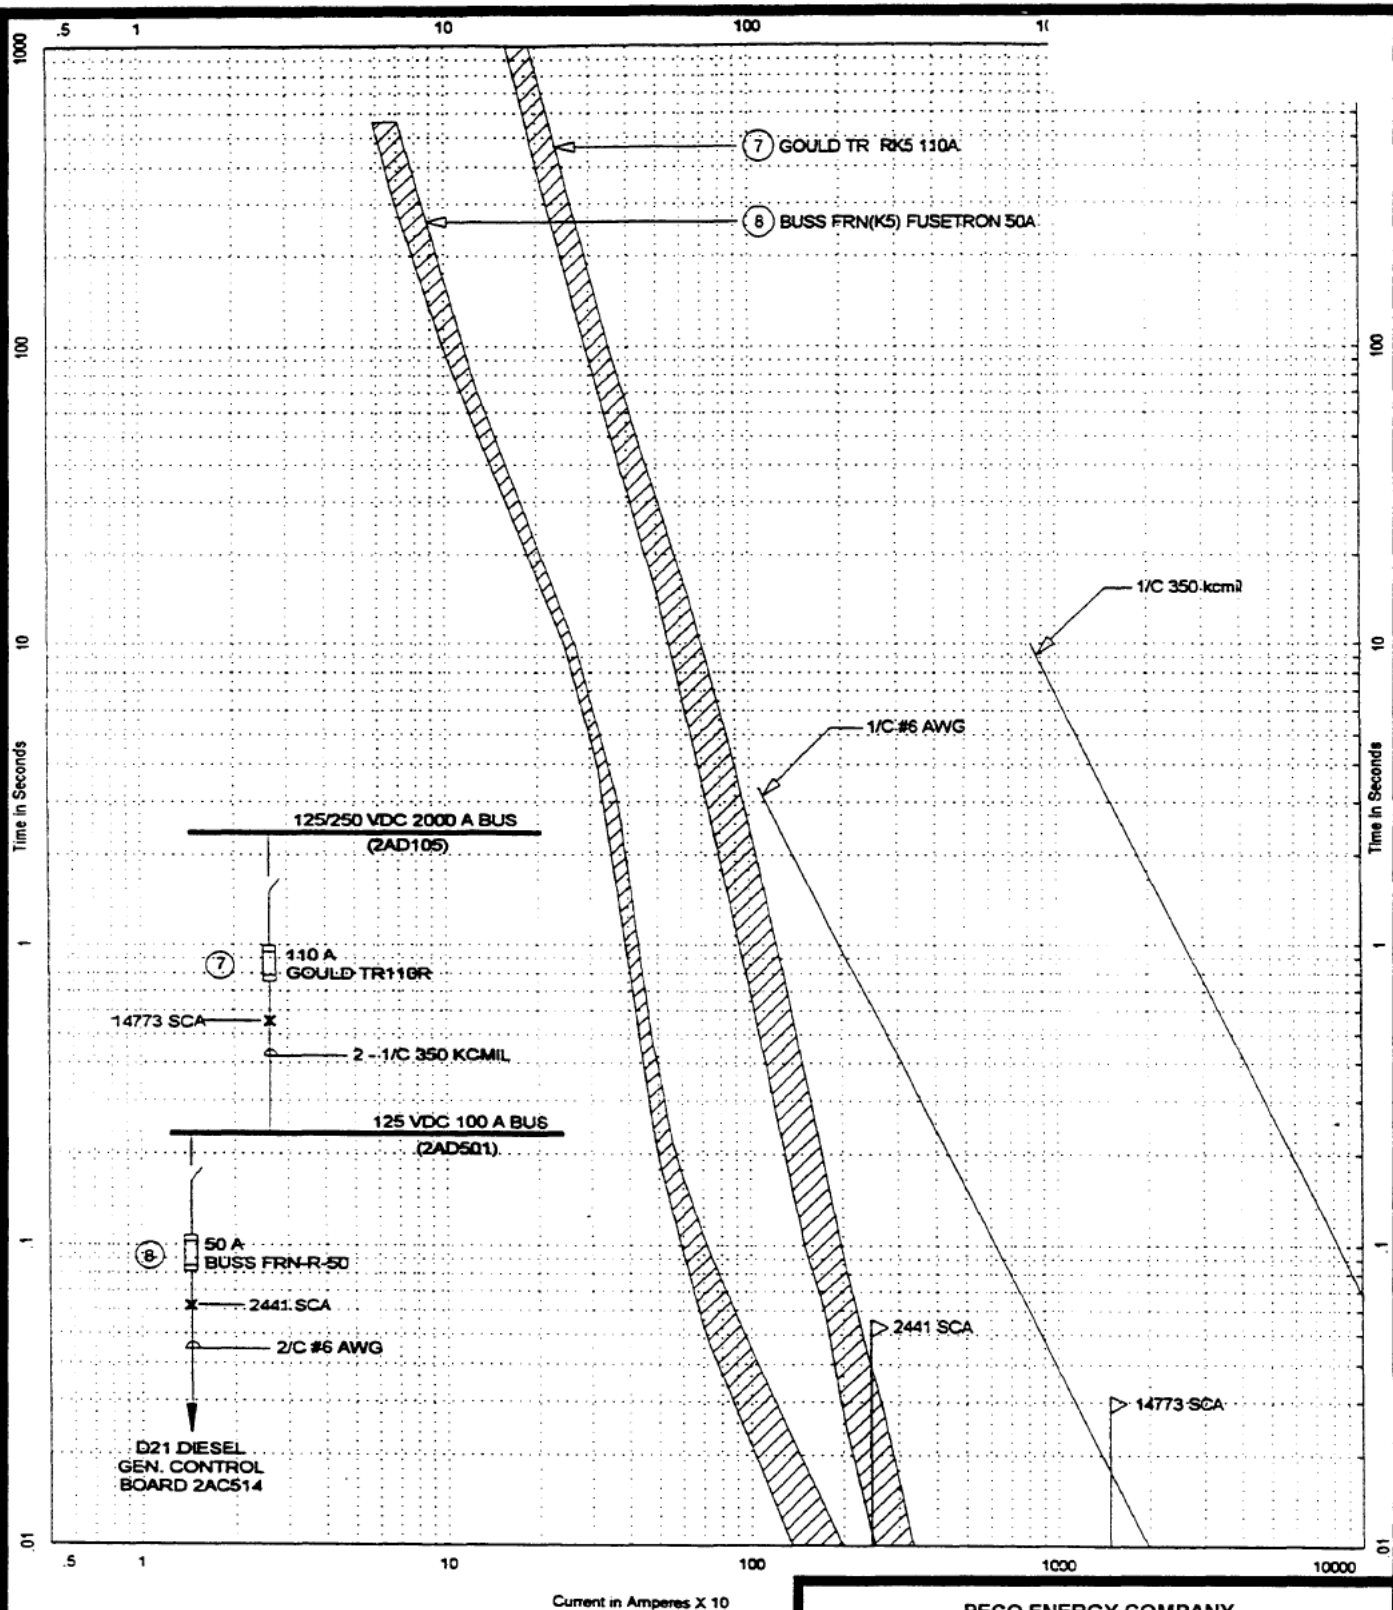 .5 1 10 100 10
1000
7 GOULD TR RK5 110A
8 BUSS FRN(K5) FUSETRON 50A
100 100
1/C 350 kcmil
10 10
1/C #6 AWG
Time in Seconds Time in Seconds
125/250 VDC 2000 A BUS
(2AD105)
1 1
7 110 A
GOULD TR110R
14773 SCA
2 - 1/C 350 KCMIL
125 VDC 100 A BUS
(2AD501)
.1 1
8 50 A
BUSS FRN-R-50
2441 SCA
2441 SCA
2/C #6 AWG
14773 SCA
D21 DIESEL
GEN. CONTROL
BOARD 2AC514
.01 .01
.5 1 10 100 1000 10000
Current in Amperes X 10
PECO ENERGY COMPANY